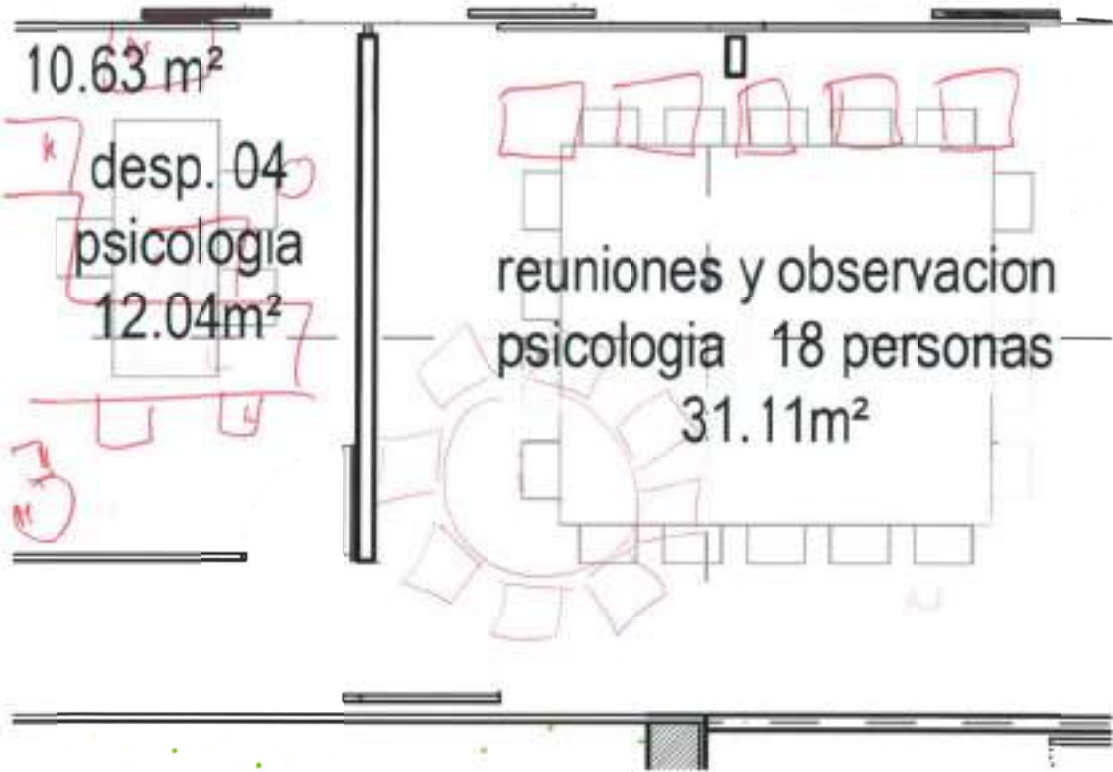 10.63 m²
desp. 04
psicologia
12.04m²
reuniones y observacion
psicologia 18 personas
31.11m²